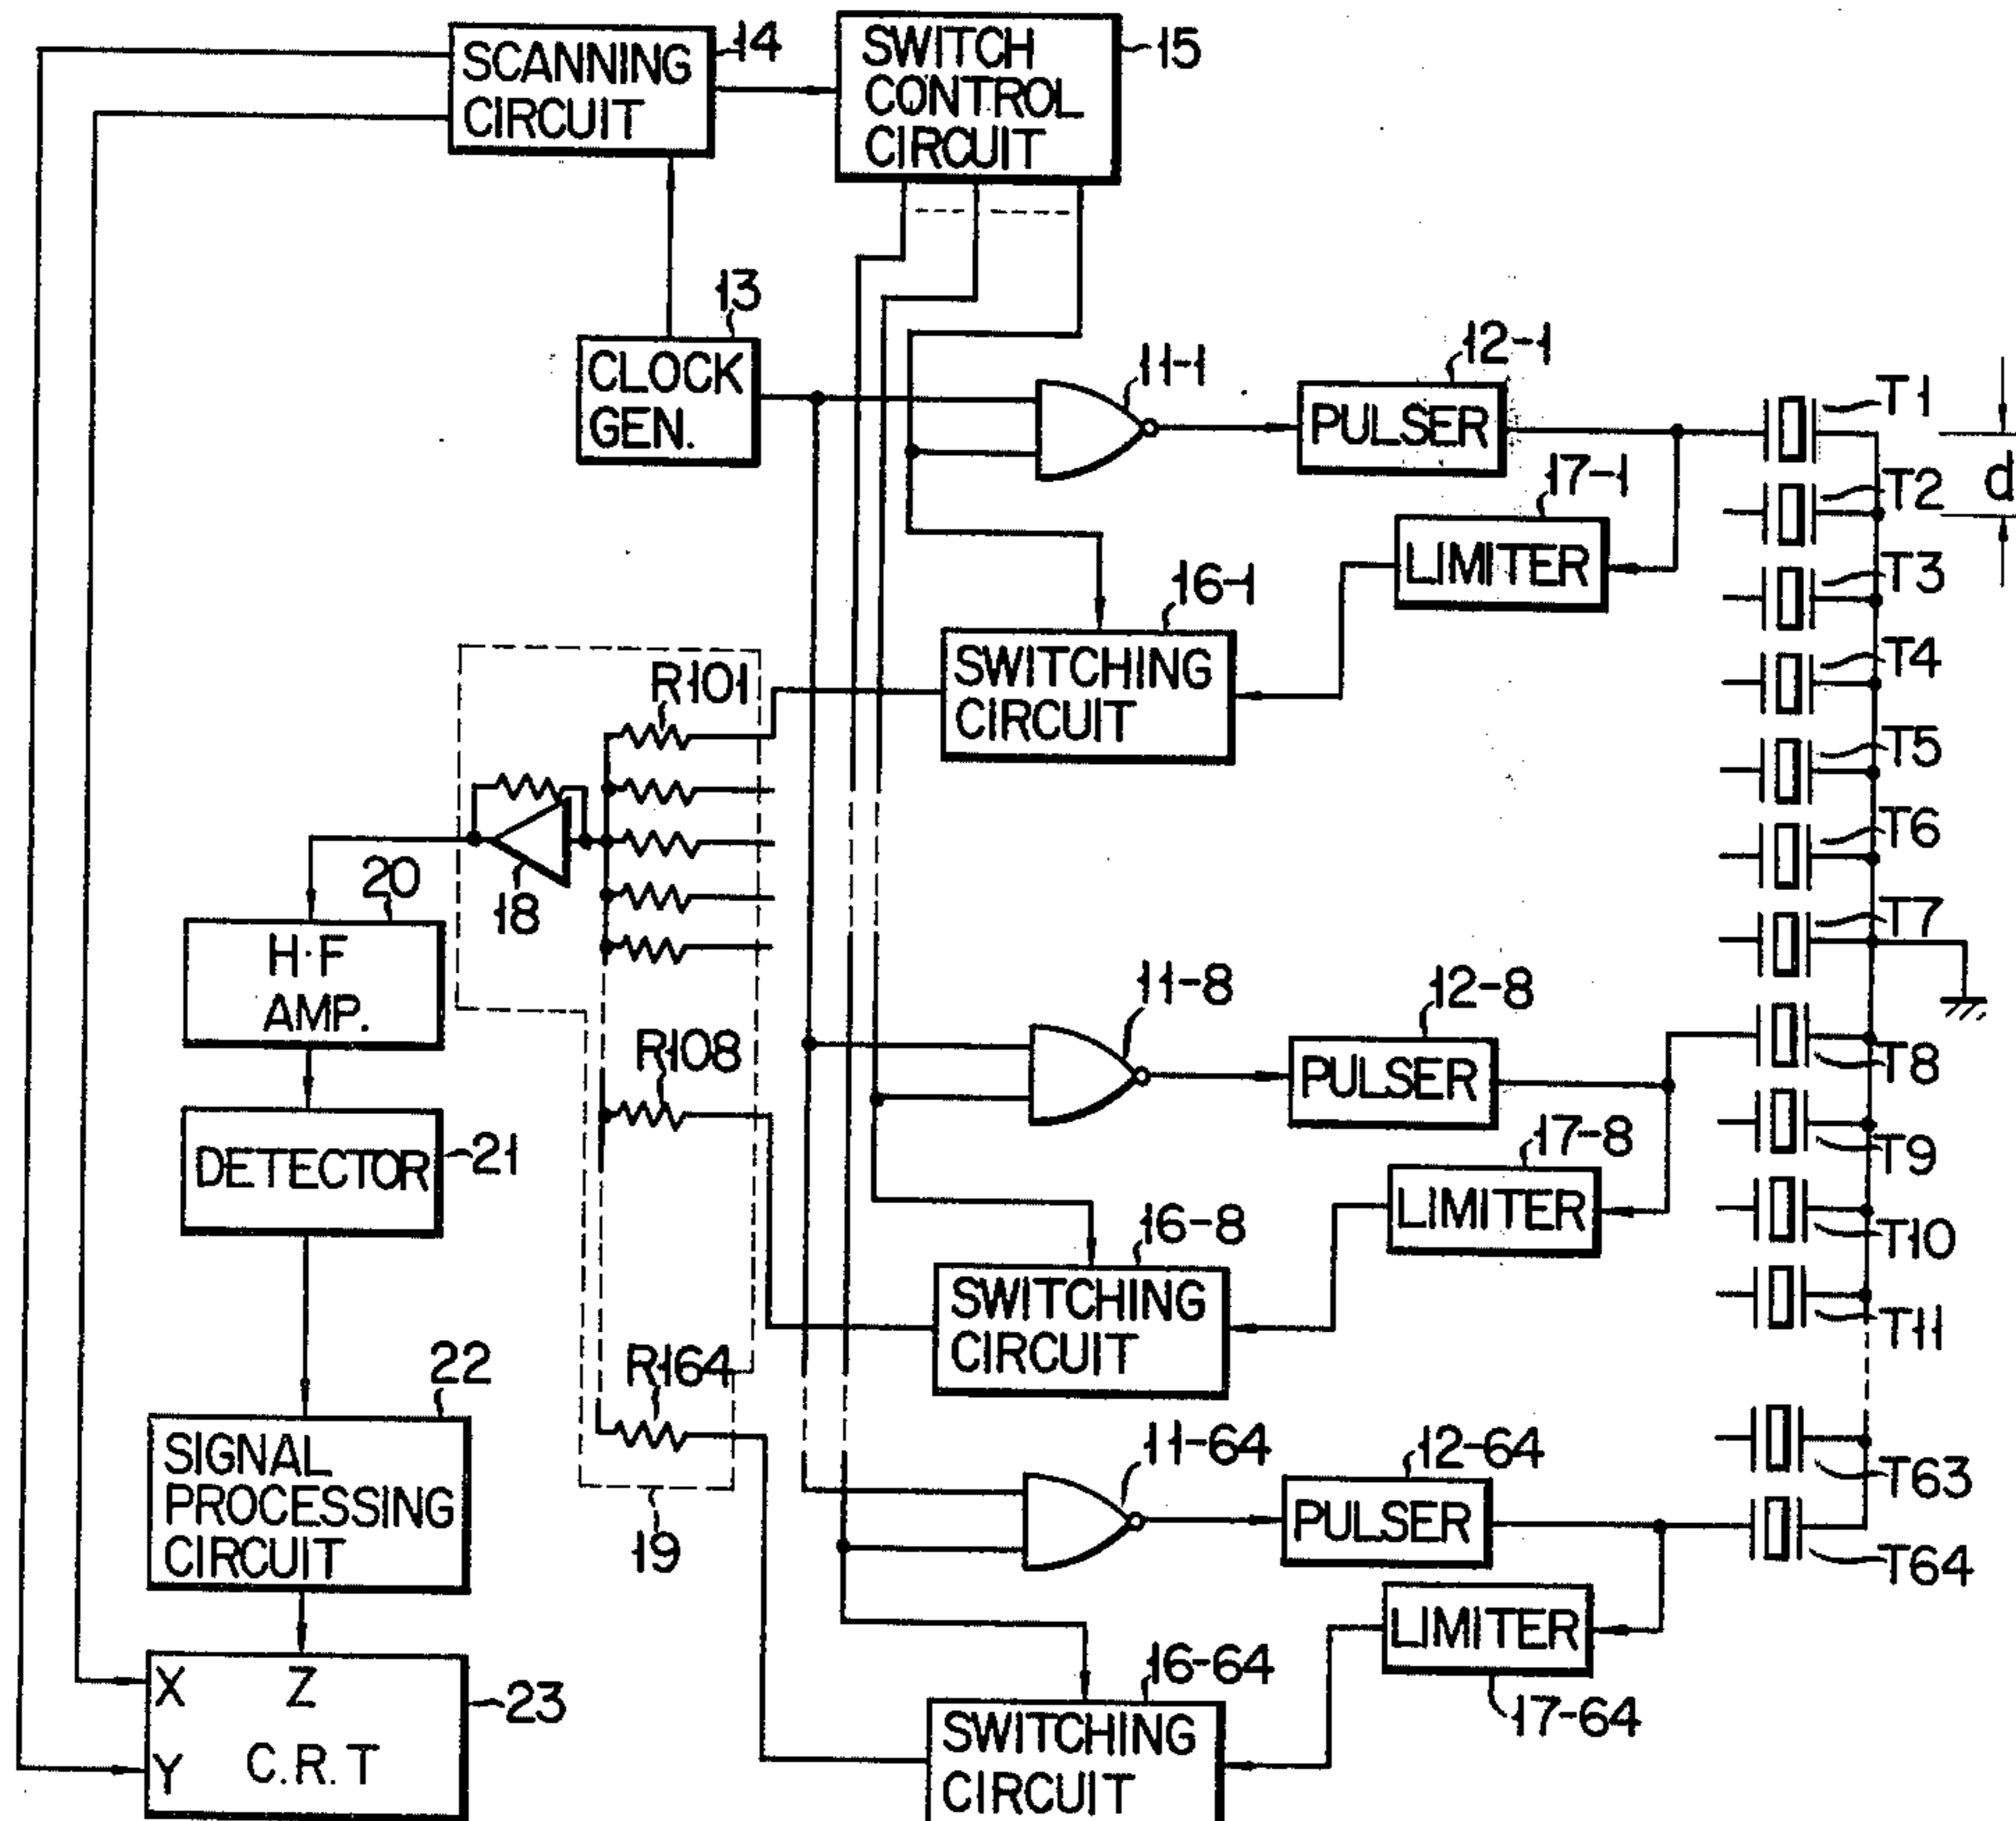 SCANNING
CIRCUIT
14
SWITCH
CONTROL
CIRCUIT
15
13
CLOCK
GEN.
11-1
12-1
PULSER
T1
d
17-1
LIMITER
T2
T3
16-1
SWITCHING
CIRCUIT
T4
R101
T5
T6
18
20
H·F
AMP.
T7
11-8
12-8
PULSER
R108
T8
DETECTOR
21
17-8
LIMITER
T9
16-8
SWITCHING
CIRCUIT
T10
T11
R164
22
SIGNAL
PROCESSING
CIRCUIT
19
11-64
12-64
PULSER
T63
T64
LIMITER
17-64
16-64
SWITCHING
CIRCUIT
X Z
Y C.R.T
23